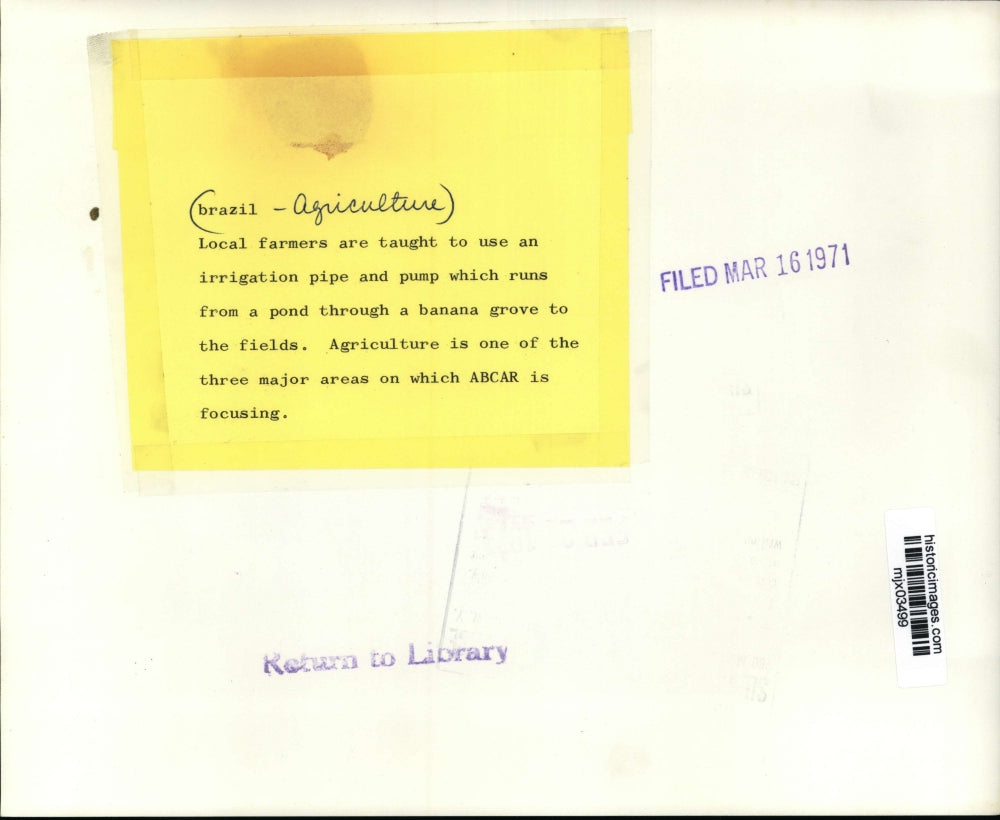 (brazil - Agriculture)
Local farmers are taught to use an
irrigation pipe and pump which runs
from a pond through a banana grove to
the fields.  Agriculture is one of the
three major areas on which ABCAR is
focusing.
FILED MAR 16 1971
Return to Library
historicimages.com
mjx03499